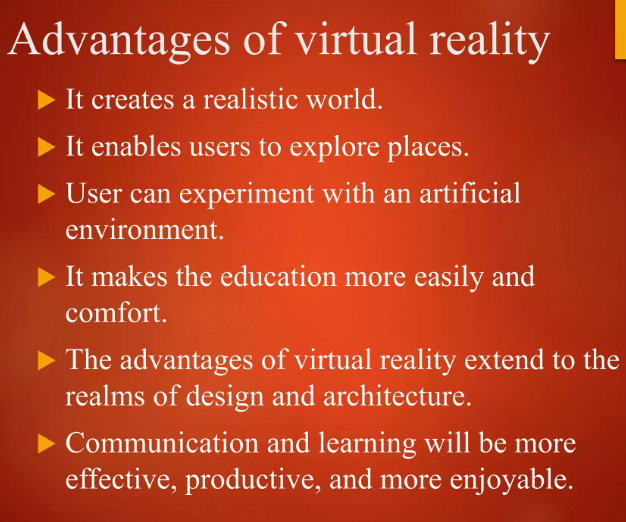 Advantages of virtual reality
It creates a realistic world.
It enables users to explore places.
User can experiment with an artificial
environment.
It makes the education more easily and
comfort.
The advantages of virtual reality extend to the
realms of design and architecture.
Communication and learning will be more
effective, productive, and more enjoyable.